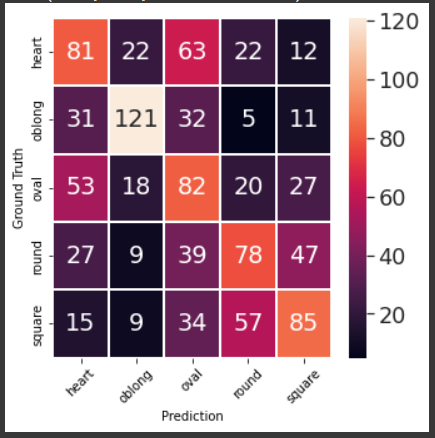 heart 81 22 63 22 12
oblong 31 121 32 5 11
oval 53 18 82 20 27
round 27 9 39 78 47
square 15 9 34 57 85
heart oblong oval round square
Ground Truth
Prediction
120
100
80
60
40
20